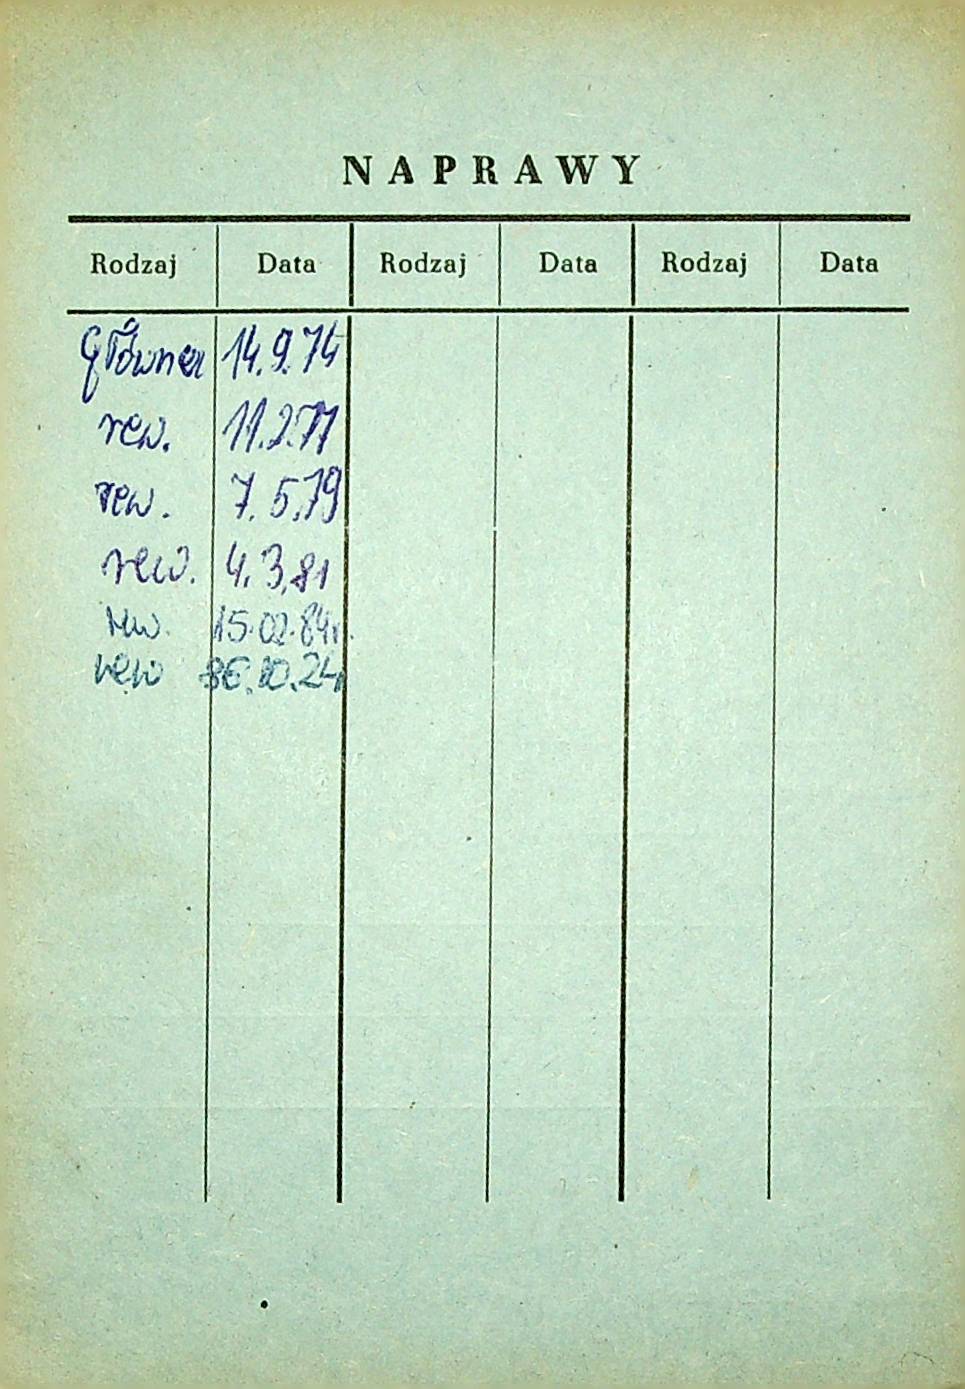 NAPRAWY
Rodzaj Data Rodzaj Data Rodzaj Data
główna 14.9.74
rew. 11.2.77
rew. 7.5.79
rew. 4.3.81
rew. 15.02.84r.
rew 86.10.24